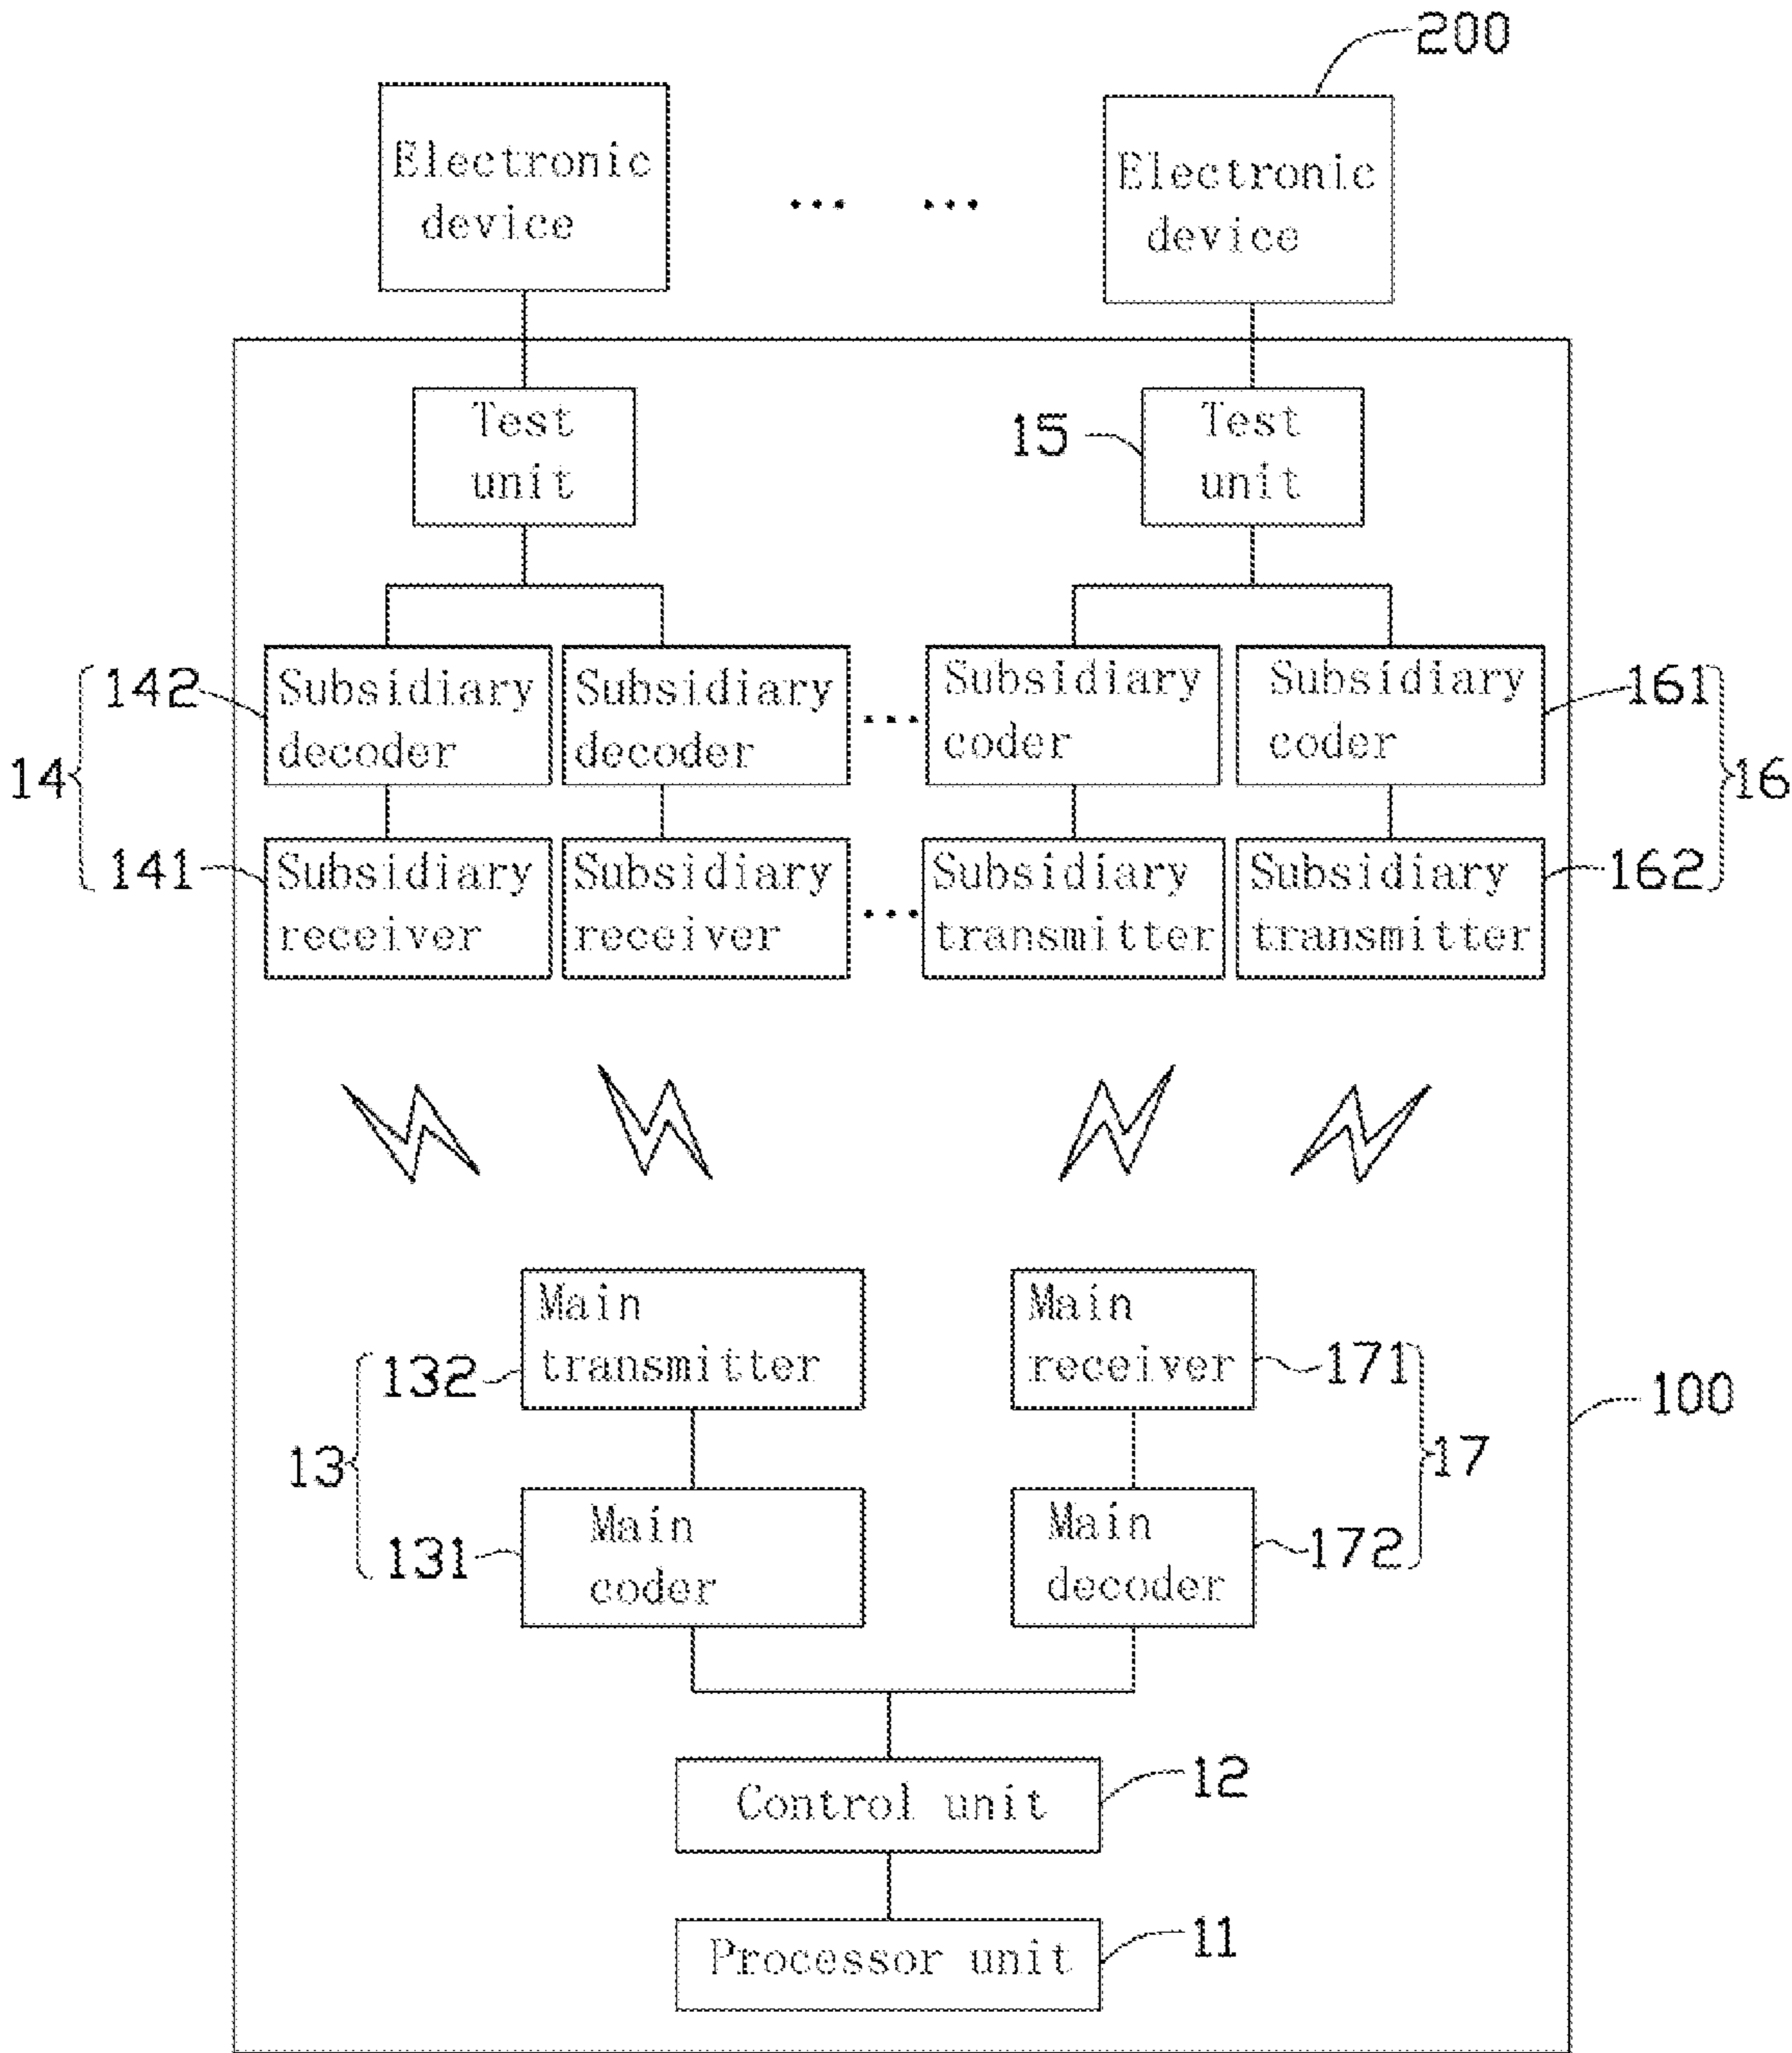 200
Electronic
device
... ...
Electronic
device
Test
unit
15
Test
unit
14
142
Subsidiary
decoder
Subsidiary
decoder
...
Subsidiary
coder
Subsidiary
coder
161
16
141
Subsidiary
receiver
Subsidiary
receiver
...
Subsidiary
transmitter
Subsidiary
transmitter
162
13
132
Main
transmitter
Main
receiver
171
17
100
131
Main
coder
Main
decoder
172
Control unit
12
Processor unit
11